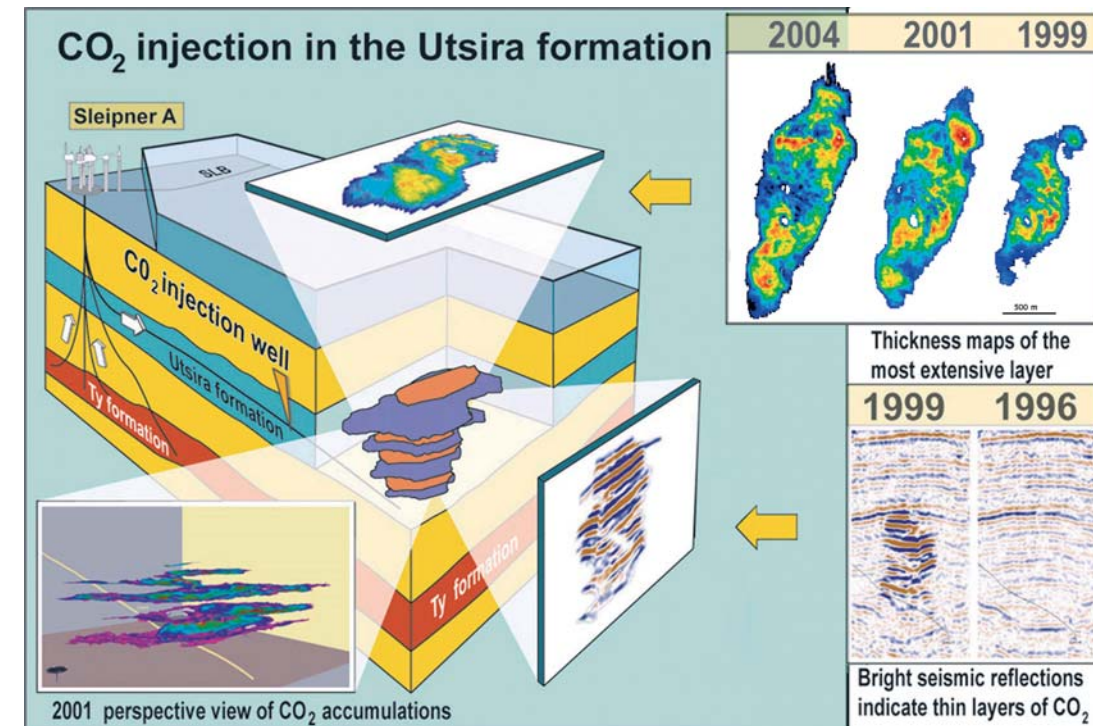 CO₂ injection in the Utsira formation
Sleipner A
SLB
CO₂ injection well
Utsira formation
Ty formation
Ty formation
2001 perspective view of CO₂ accumulations
2004 2001 1999
500 m
Thickness maps of the
most extensive layer
1999 1996
Bright seismic reflections
indicate thin layers of CO₂